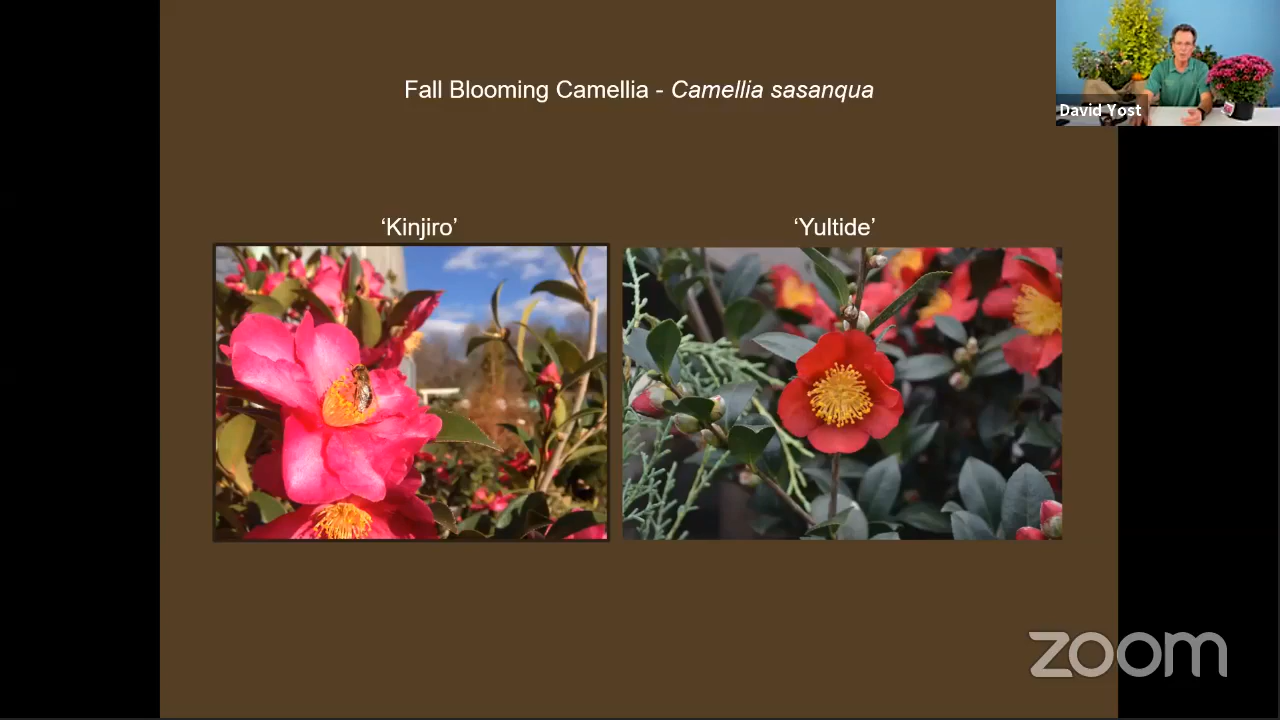 Fall Blooming Camellia - Camellia sasanqua
David Yost
‘Kinjiro’
‘Yultide’
zoom